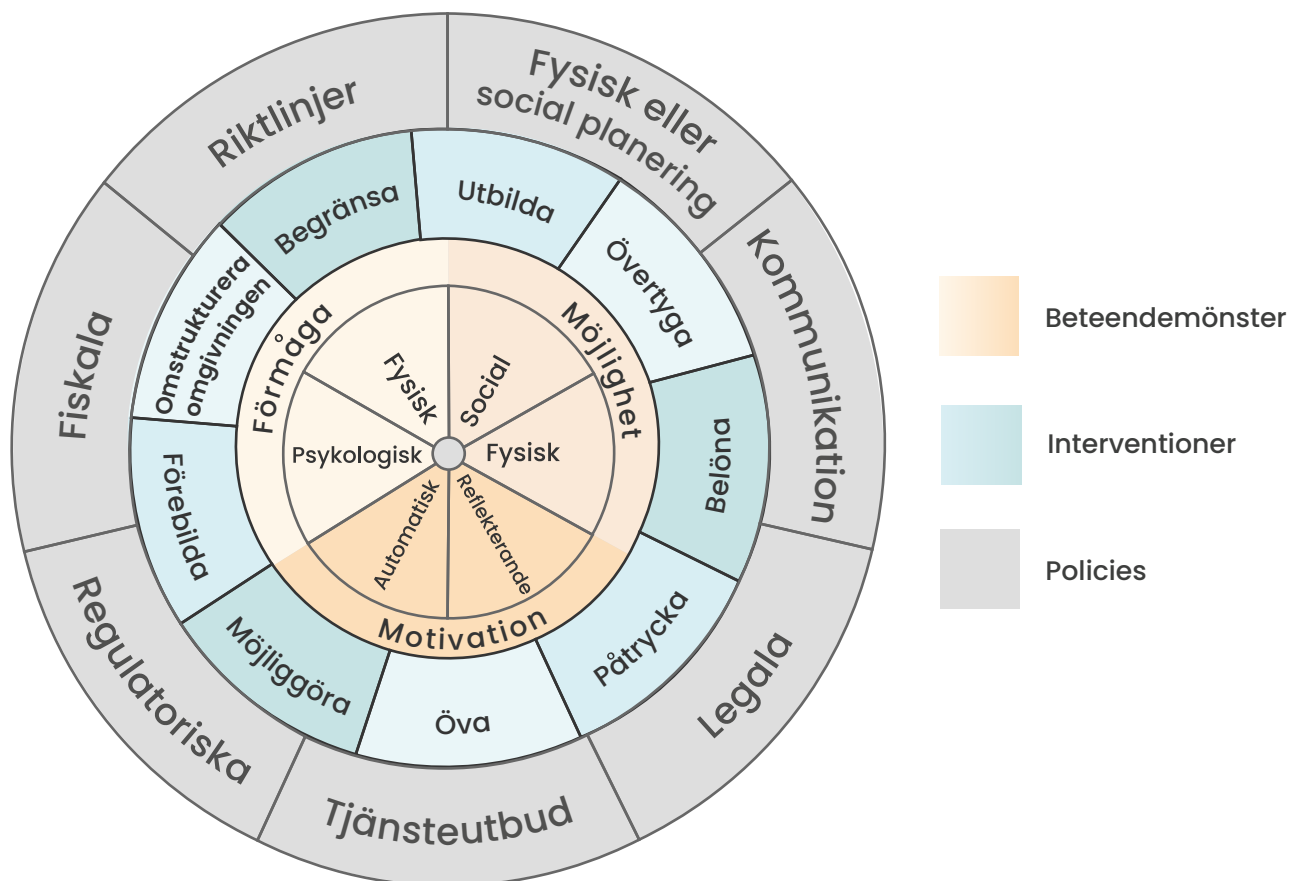 Riktlinjer
Fysisk eller
social planering
Kommunikation
Legala
Tjänsteutbud
Regulatoriska
Fiskala
Begränsa
Utbilda
Övertyga
Belöna
Påtrycka
Öva
Möjliggöra
Förebilda
Omstrukturera
omgivningen
Förmåga
Möjlighet
Motivation
Fysisk
Social
Fysisk
Reflekterande
Automatisk
Psykologisk
Beteendemönster
Interventioner
Policies